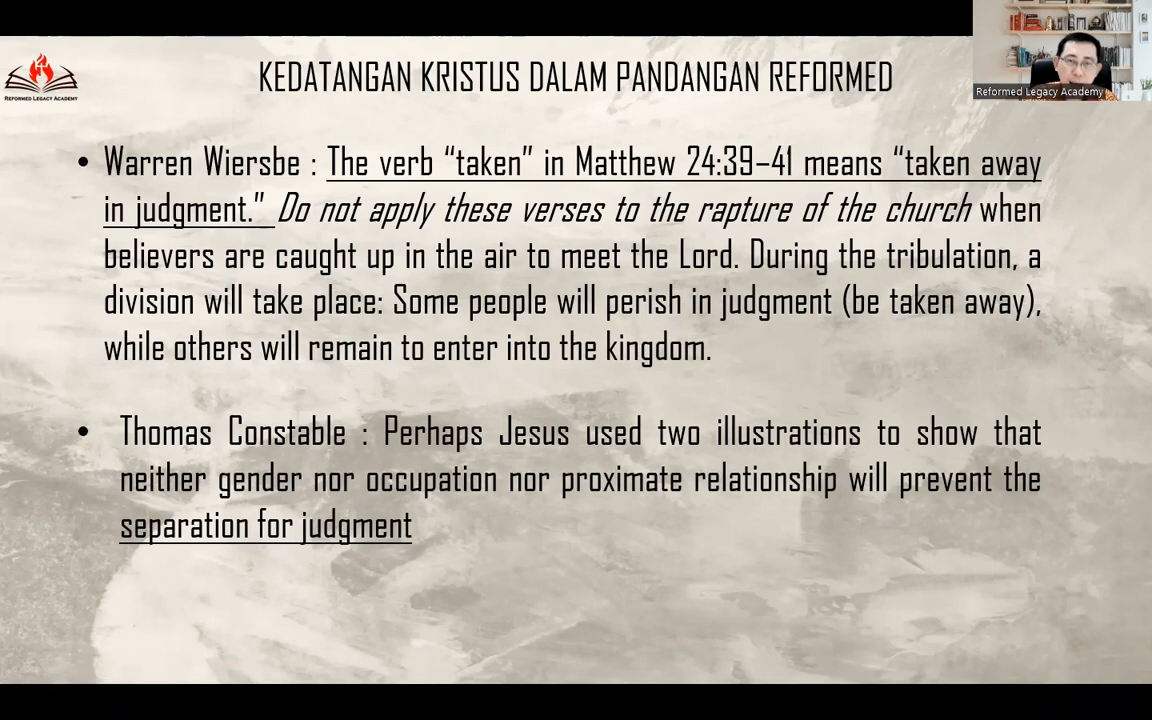 KEDATANGAN KRISTUS DALAM PANDANGAN REFORMED
REFORMED LEGACY ACADEMY
Reformed Legacy Academy
• Warren Wiersbe : The verb “taken” in Matthew 24:39–41 means “taken away
in judgment.” Do not apply these verses to the rapture of the church when
believers are caught up in the air to meet the Lord. During the tribulation, a
division will take place: Some people will perish in judgment (be taken away),
while others will remain to enter into the kingdom.
• Thomas Constable : Perhaps Jesus used two illustrations to show that
neither gender nor occupation nor proximate relationship will prevent the
separation for judgment